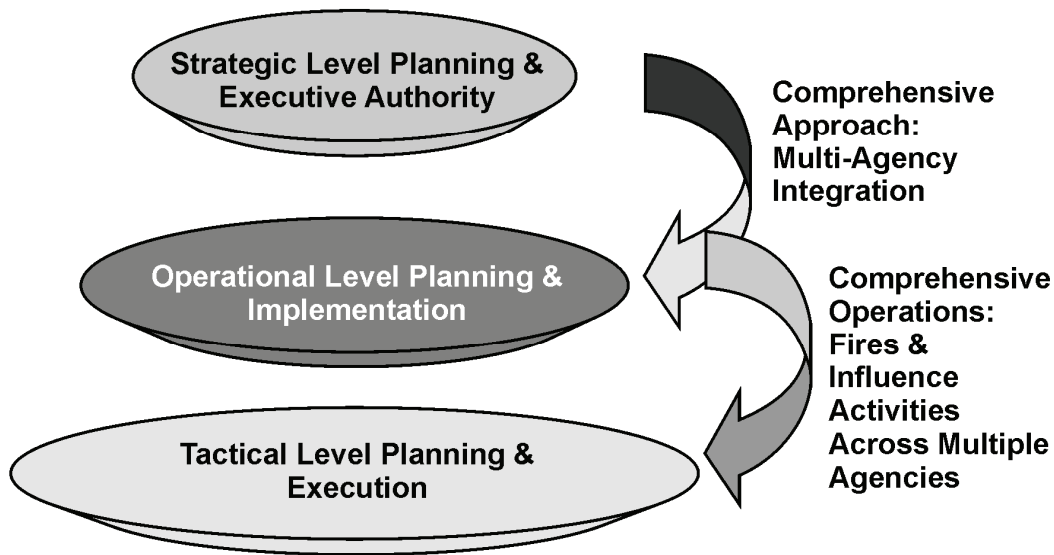 Strategic Level Planning &
Executive Authority
Comprehensive
Approach:
Multi-Agency
Integration
Operational Level Planning &
Implementation
Comprehensive
Operations:
Fires &
Influence
Activities
Across Multiple
Agencies
Tactical Level Planning &
Execution